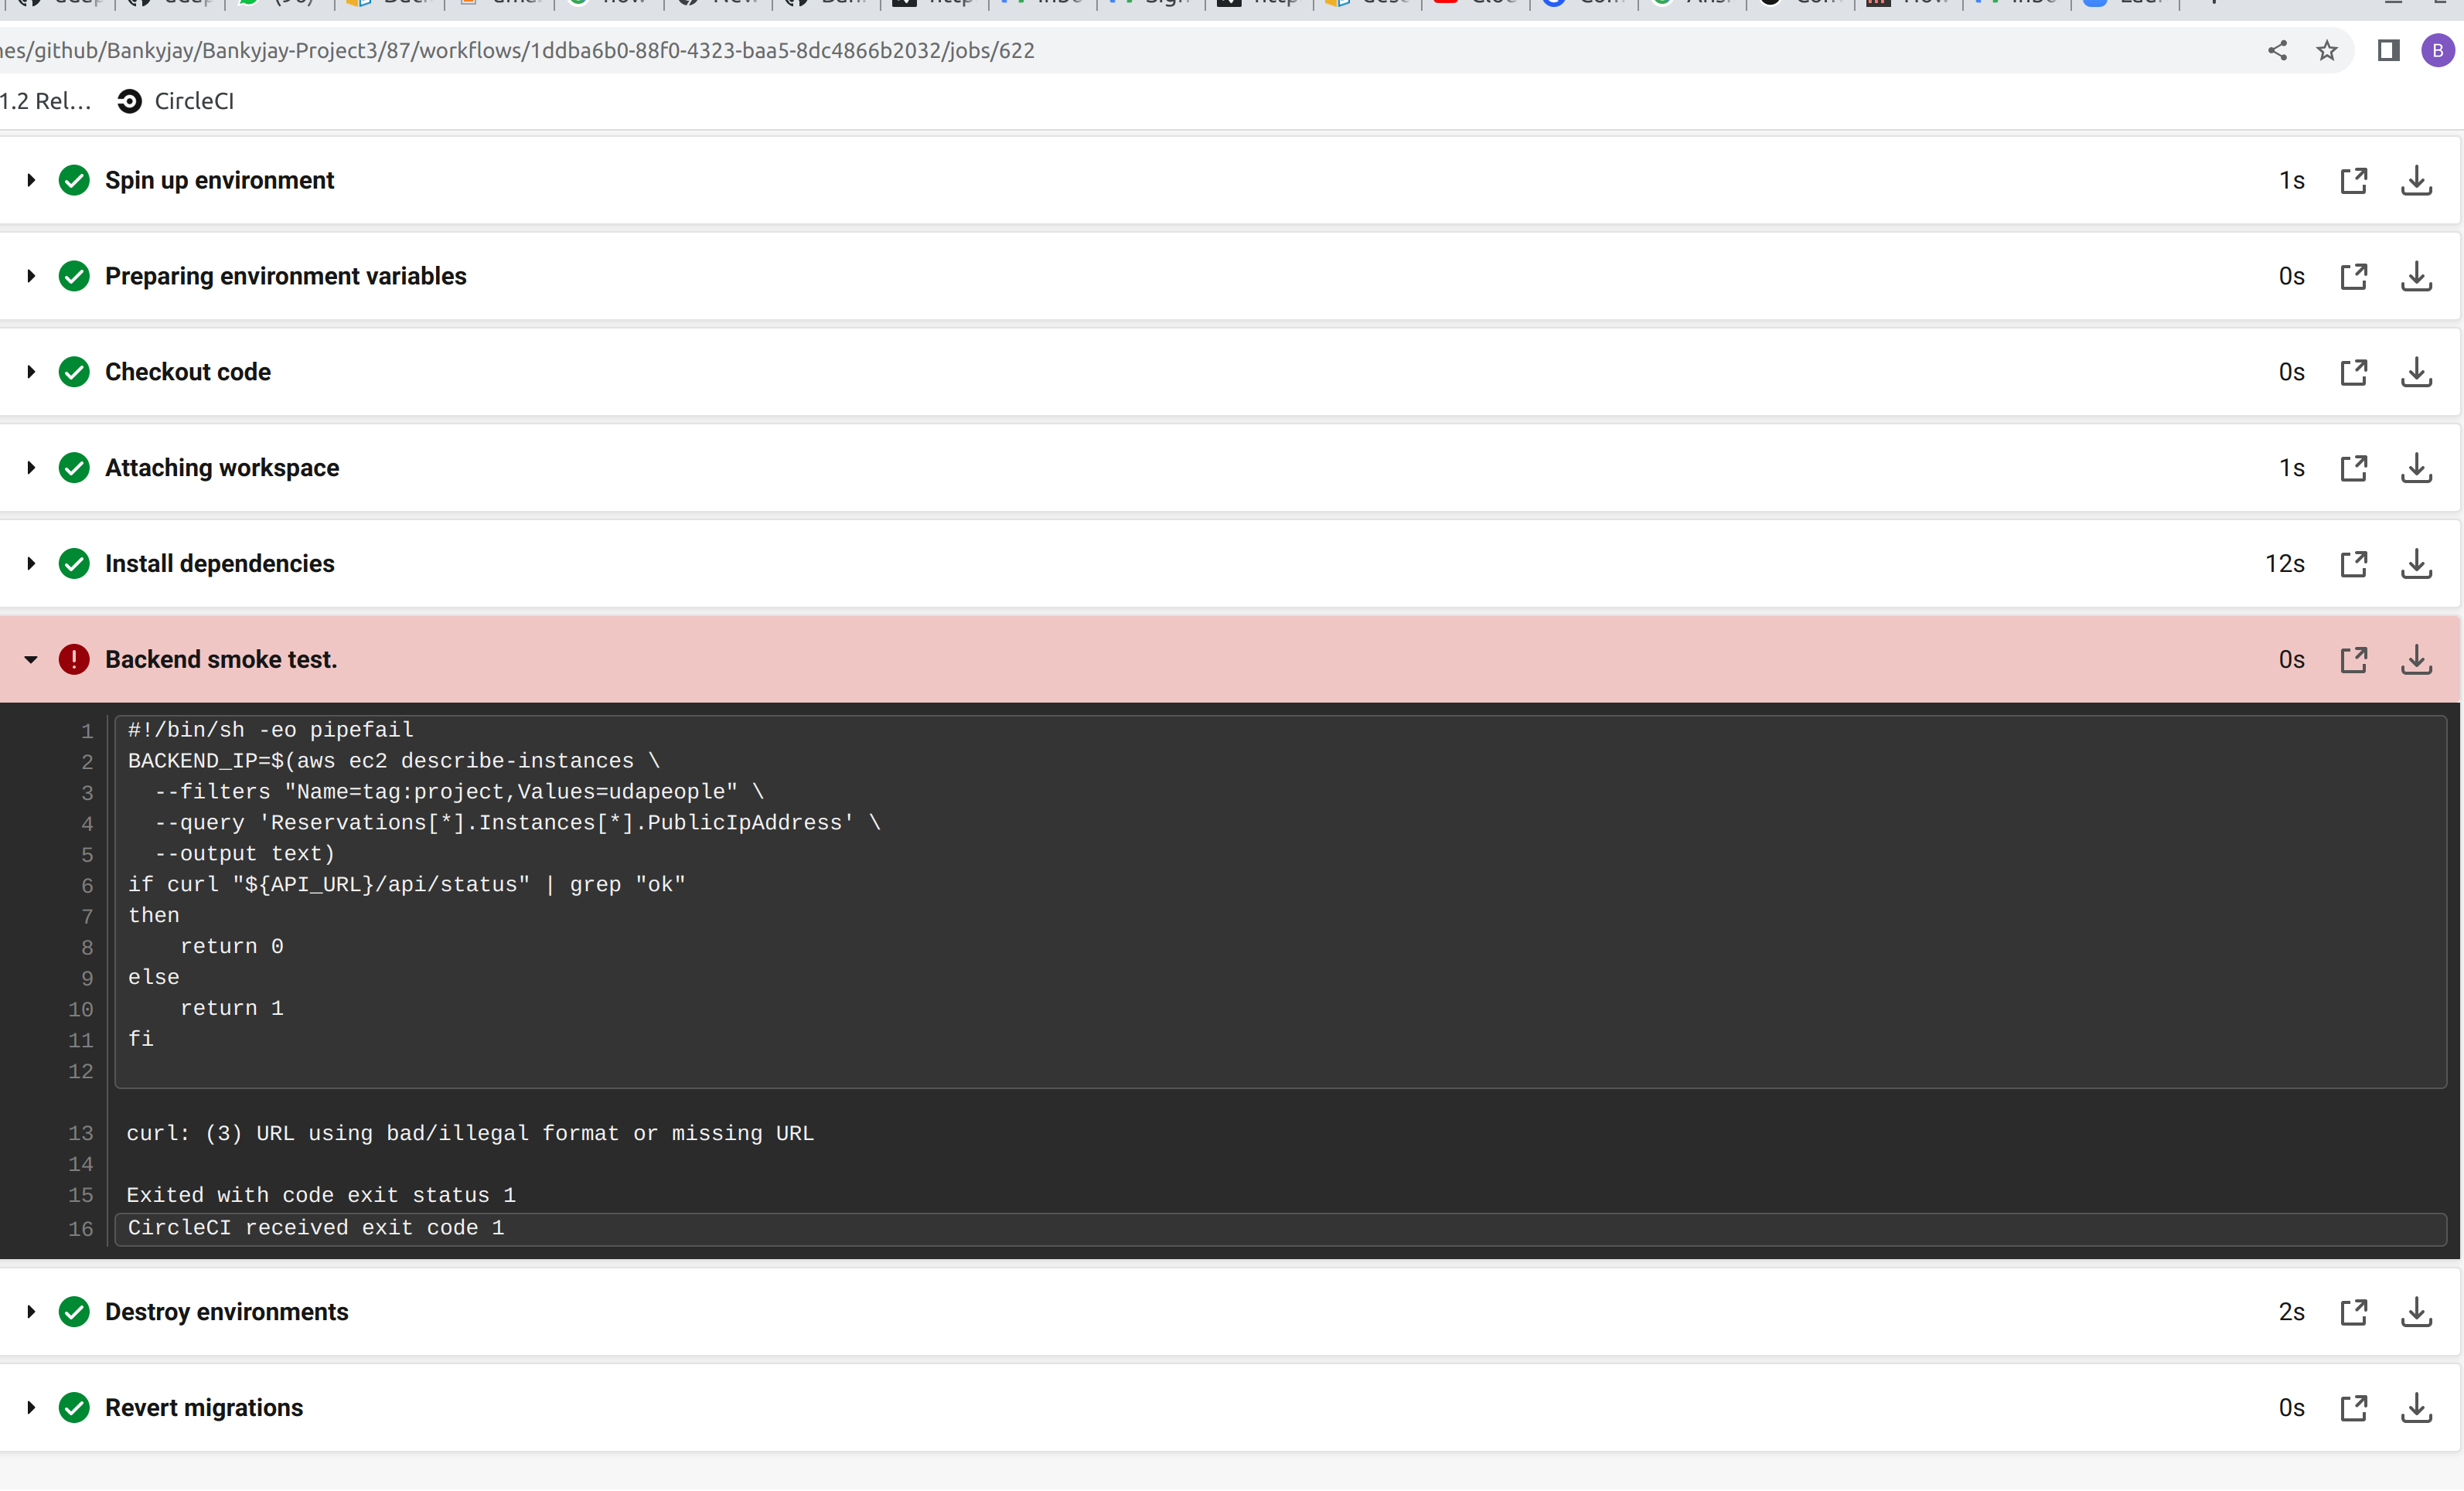 nes/github/Bankyjay/Bankyjay-Project3/87/workflows/1ddba6b0-88f0-4323-baa5-8dc4866b2032/jobs/622
B
1.2 Rel... CircleCI
Spin up environment 1s
Preparing environment variables 0s
Checkout code 0s
Attaching workspace 1s
Install dependencies 12s
Backend smoke test. 0s
1 #!/bin/sh -eo pipefail
2 BACKEND_IP=$(aws ec2 describe-instances \
3   --filters "Name=tag:project,Values=udapeople" \
4   --query 'Reservations[*].Instances[*].PublicIpAddress' \
5   --output text)
6 if curl "${API_URL}/api/status" | grep "ok"
7 then
8     return 0
9 else
10     return 1
11 fi
12
13 curl: (3) URL using bad/illegal format or missing URL
14
15 Exited with code exit status 1
16 CircleCI received exit code 1
Destroy environments 2s
Revert migrations 0s